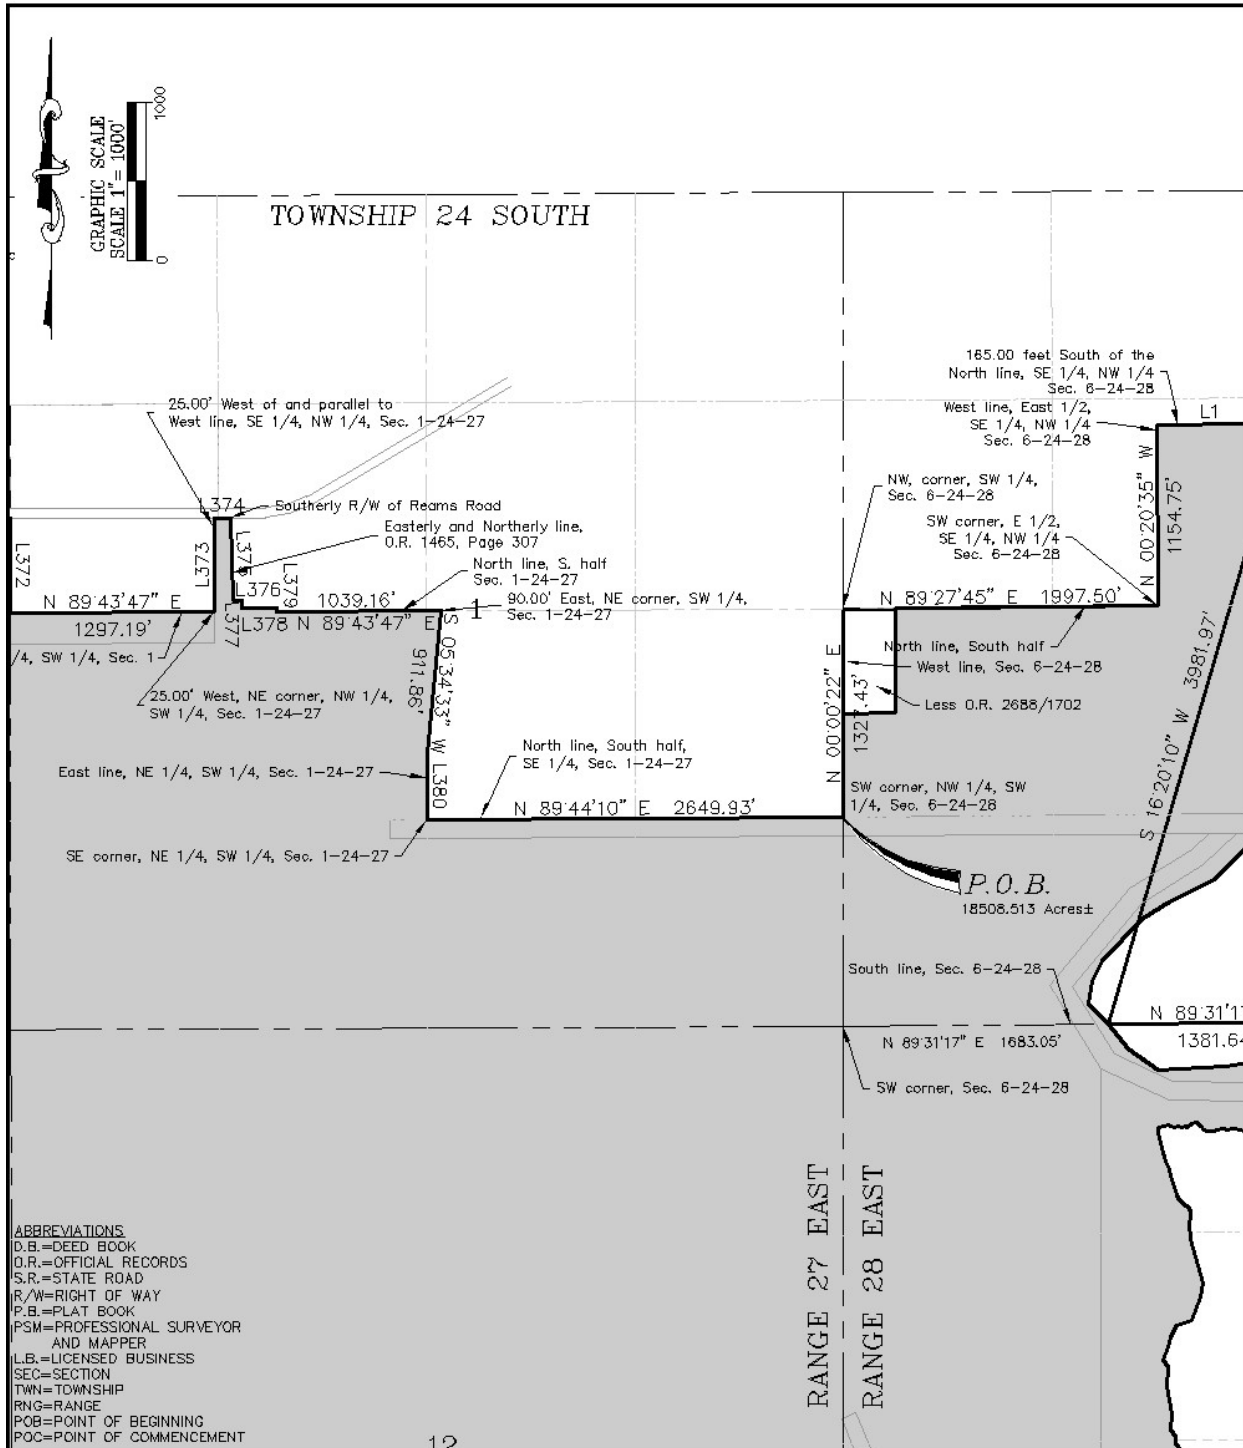 GRAPHIC SCALE
SCALE 1"= 1000'
0
1000
TOWNSHIP 24 SOUTH
c
165.00 feet South of the
North line, SE 1/4, NW 1/4
Sec. 6-24-28
L1
West line, East 1/2,
SE 1/4, NW 1/4
Sec. 6-24-28
N 00°20'35" W
1154.75'
25.00' West of and parallel to
West line, SE 1/4, NW 1/4, Sec. 1-24-27
NW, corner, SW 1/4,
Sec. 6-24-28
SW corner, E 1/2,
SE 1/4, NW 1/4
Sec. 6-24-28
L374
Southerly R/W of Reams Road
Easterly and Northerly line,
O.R. 1465, Page 307
North line, S. half
Sec. 1-24-27
90.00' East, NE corner, SW 1/4,
Sec. 1-24-27
L372
L373
L375
L376
L379
L377
L378
N 89°43'47" E
1297.19'
1039.16'
N 89°43'47" E
1
N 89°27'45" E 1997.50'
North line, South half
West line, Sec. 6-24-28
Less O.R. 2688/1702
/4, SW 1/4, Sec. 1
25.00' West, NE corner, NW 1/4,
SW 1/4, Sec. 1-24-27
S 05°34'33" W
911.86'
L380
N 00°00'22" E
1327.43'
S 16°20'10" W 3981.97'
East line, NE 1/4, SW 1/4, Sec. 1-24-27
North line, South half,
SE 1/4, Sec. 1-24-27
N 89°44'10" E 2649.93'
SW corner, NW 1/4, SW
1/4, Sec. 6-24-28
SE corner, NE 1/4, SW 1/4, Sec. 1-24-27
P.O.B.
18508.513 Acres±
South line, Sec. 6-24-28
N 89°31'1
1381.64
N 89°31'17" E 1683.05'
SW corner, Sec. 6-24-28
RANGE 27 EAST
RANGE 28 EAST
ABBREVIATIONS
D.B.=DEED BOOK
O.R.=OFFICIAL RECORDS
S.R.=STATE ROAD
R/W=RIGHT OF WAY
P.B.=PLAT BOOK
PSM=PROFESSIONAL SURVEYOR
AND MAPPER
L.B.=LICENSED BUSINESS
SEC=SECTION
TWN=TOWNSHIP
RNG=RANGE
POB=POINT OF BEGINNING
POC=POINT OF COMMENCEMENT
12